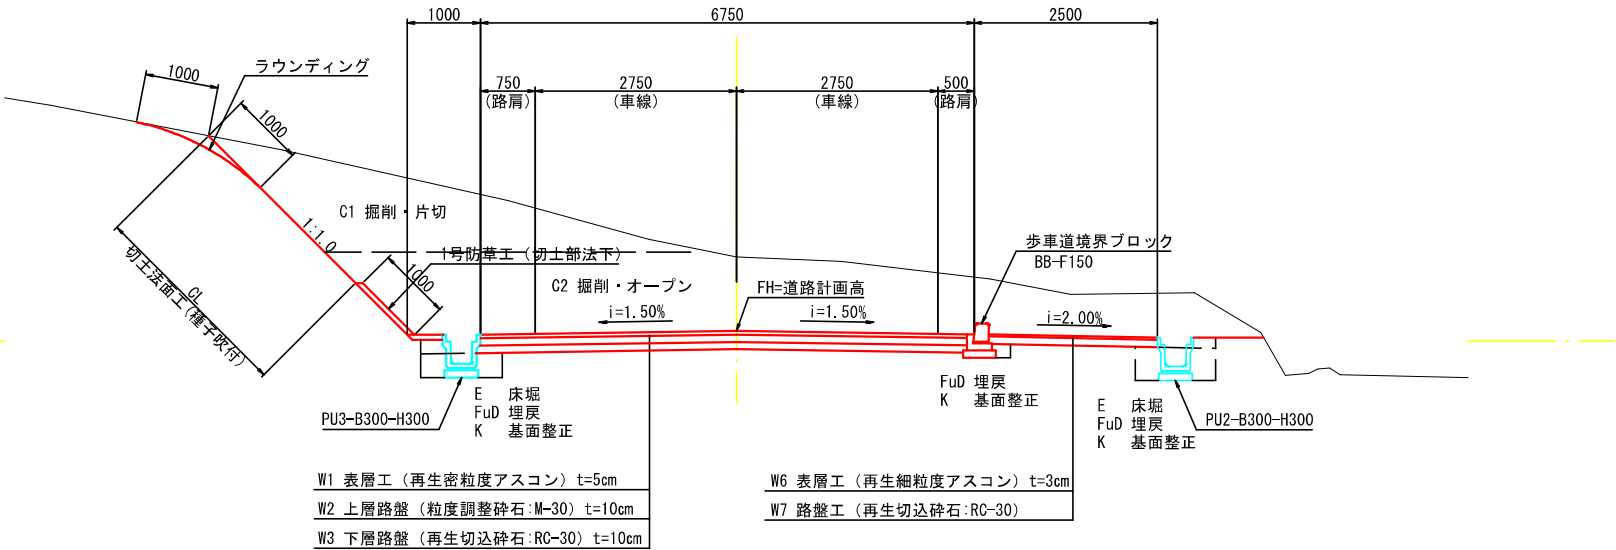 1000
6750
2500
750
(路肩)
2750
(車線)
2750
(車線)
500
(路肩)
1000
ラウンディング
1000
C1 掘削・片切
1:1.0
1号防草工(切土部法下)
1000
C2 掘削・オープン
CL
切土法面工(種子吹付)
FH=道路計画高
i=1.50%
i=1.50%
歩車道境界ブロック
BB-F150
i=2.00%
PU3-B300-H300
E 床堀
FuD 埋戻
K 基面整正
FuD 埋戻
K 基面整正
E 床堀
FuD 埋戻
K 基面整正
PU2-B300-H300
W1 表層工(再生密粒度アスコン)t=5cm
W2 上層路盤(粒度調整砕石:M-30)t=10cm
W3 下層路盤(再生切込砕石:RC-30)t=10cm
W6 表層工(再生細粒度アスコン)t=3cm
W7 路盤工(再生切込砕石:RC-30)